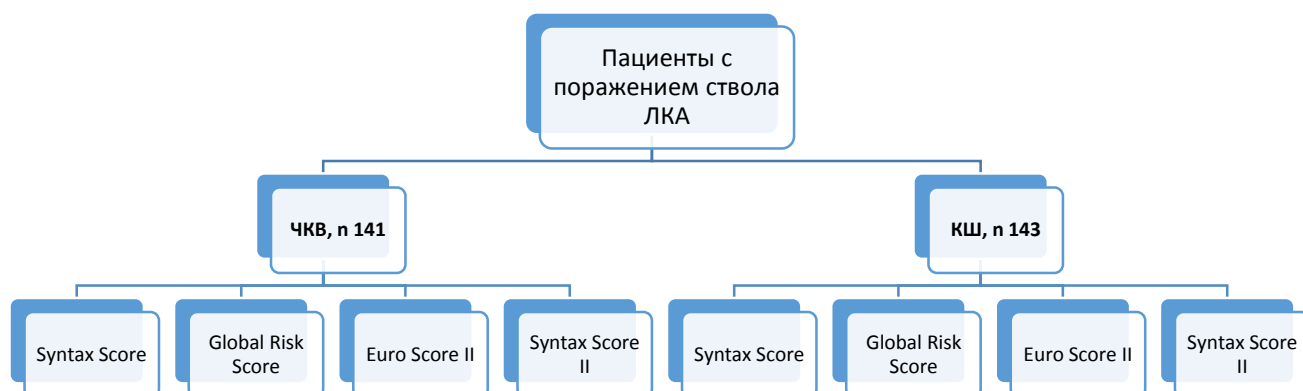 Пациенты с
поражением ствола
ЛКА
ЧКВ, n 141
КШ, n 143
Syntax Score
Global Risk
Score
Euro Score II
Syntax Score
II
Syntax Score
Global Risk
Score
Euro Score II
Syntax Score
II